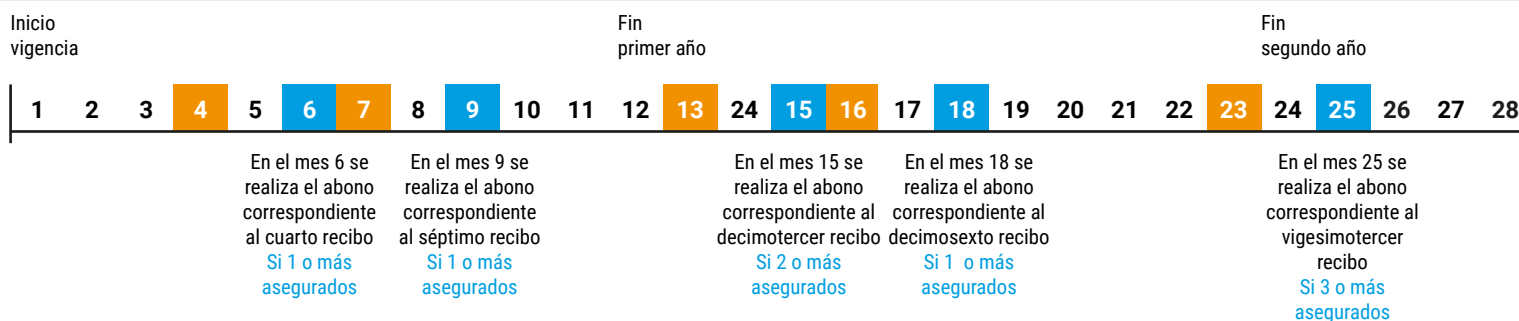 Inicio
vigencia
Fin
primer año
Fin
segundo año
1 2 3 4 5 6 7 8 9 10 11 12 13 24 15 16 17 18 19 20 21 22 23 24 25 26 27 28
En el mes 6 se
realiza el abono
correspondiente
al cuarto recibo
Si 1 o más
asegurados
En el mes 9 se
realiza el abono
correspondiente
al séptimo recibo
Si 1 o más
asegurados
En el mes 15 se
realiza el abono
correspondiente al
decimotercer recibo
Si 2 o más
asegurados
En el mes 18 se
realiza el abono
correspondiente al
decimosexto recibo
Si 1 o más
asegurados
En el mes 25 se
realiza el abono
correspondiente al
vigesimotercer
recibo
Si 3 o más
asegurados